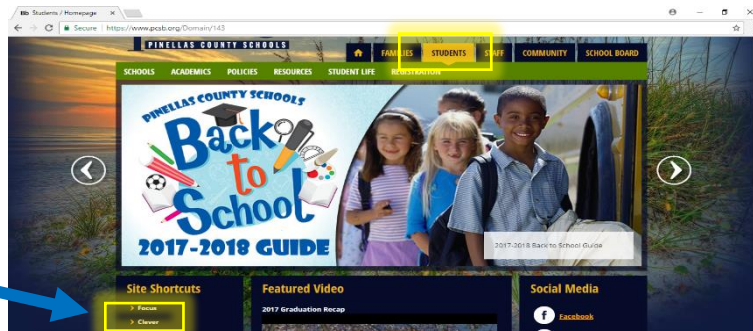 Bb Students / Homepage
Secure | https://www.pcsb.org/Domain/143
PINELLAS COUNTY SCHOOLS
FAMILIES STUDENTS STAFF COMMUNITY SCHOOL BOARD
SCHOOLS ACADEMICS POLICIES RESOURCES STUDENT LIFE REGISTRATION
PINELLAS COUNTY SCHOOLS
Back
to
School
2017-2018 GUIDE
2017-2018 Back to School Guide
Site Shortcuts Featured Video Social Media
> Focus 2017 Graduation Recap f Facebook
> Clever